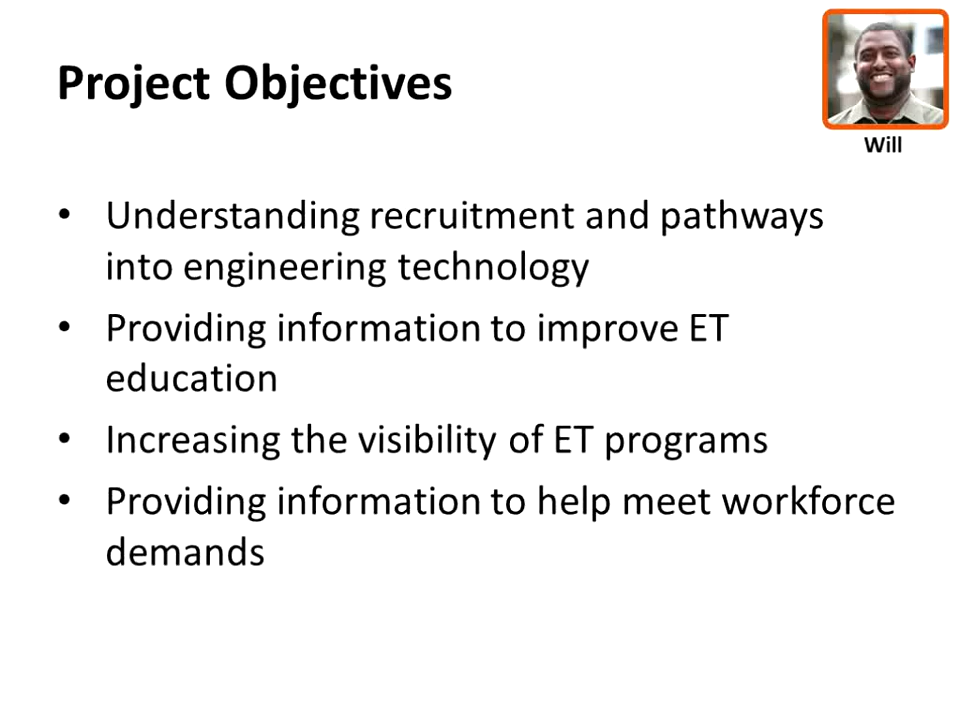 Project Objectives
Will
• Understanding recruitment and pathways
into engineering technology
• Providing information to improve ET
education
• Increasing the visibility of ET programs
• Providing information to help meet workforce
demands